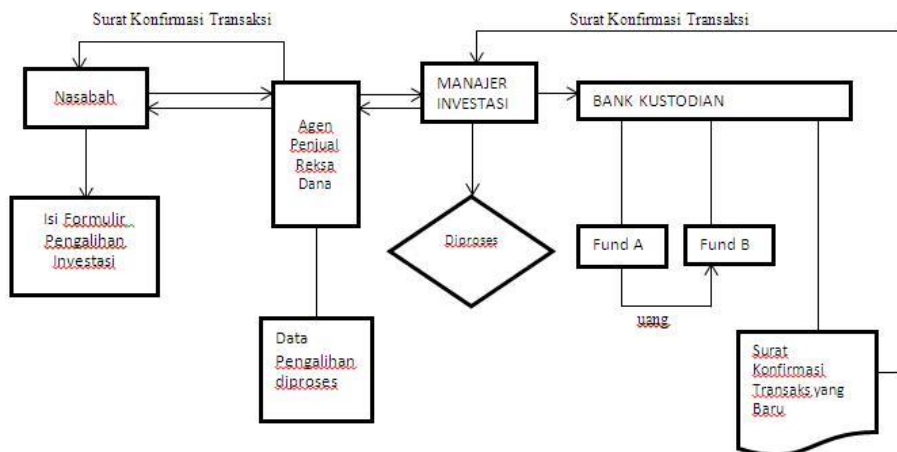 Surat Konfirmasi Transaksi
Surat Konfirmasi Transaksi
Nasabah
Agen
Penjual
Reksa
Dana
MANAJER
INVESTASI
BANK KUSTODIAN
Isi Formulir
Pengalihan
Investasi
Diproses
Fund A
Fund B
uang
Data
Pengalihan
diproses
Surat
Konfirmasi
Transaks yang
Baru